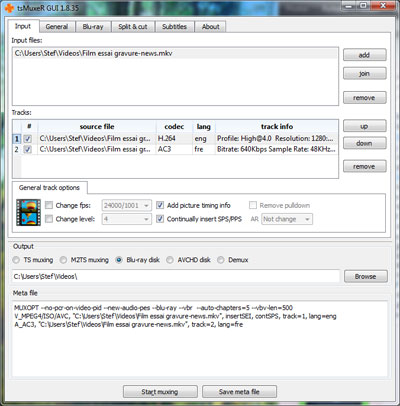 tsMuxeR GUI 1.8.35
Input General Blu-ray Split & cut Subtitles About
Input files:
C:\Users\Stef\Videos\Film essai gravure-news.mkv
add
join
remove
Tracks:
# source file codec lang track info
1 C:\Users\Stef\Videos\Film essai gr... H.264 eng Profile: High@4.0 Resolution: 1280:...
2 C:\Users\Stef\Videos\Film essai gr... AC3 fre Bitrate: 640Kbps Sample Rate: 48KHz...
up
down
remove
General track options
Change fps: 24000/1001 Add picture timing info Remove pulldown
Change level: 4 Continually insert SPS/PPS AR Not change
Output
TS muxing M2TS muxing Blu-ray disk AVCHD disk Demux
C:\Users\Stef\Videos\ Browse
Meta file
MUXOPT --no-pcr-on-video-pid --new-audio-pes --blu-ray --vbr --auto-chapters=5 --vbv-len=500
V_MPEG4/ISO/AVC, "C:\Users\Stef\Videos\Film essai gravure-news.mkv", insertSEI, contSPS, track=1, lang=eng
A_AC3, "C:\Users\Stef\Videos\Film essai gravure-news.mkv", track=2, lang=fre
Start muxing Save meta file